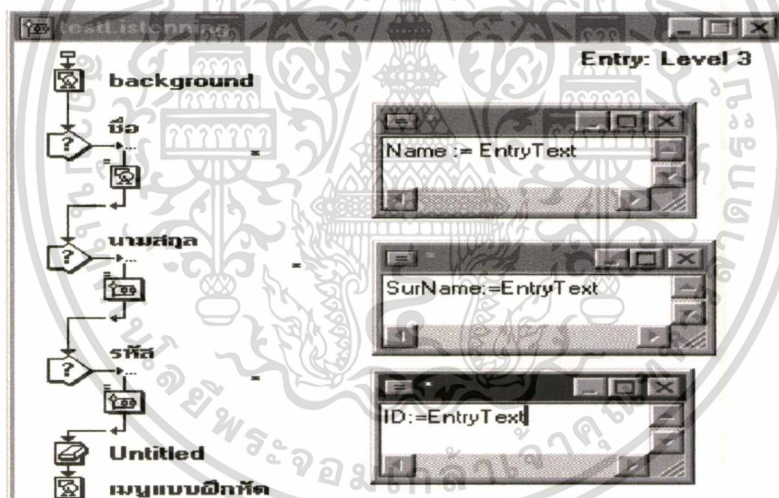 testListenning
Entry: Level 3
background
ชื่อ
*
Name := EntryText
นามสกุล
*
SurName:=EntryText
รหัส
*
ID:=EntryText
Untitled
เมนูแบบฝึกหัด